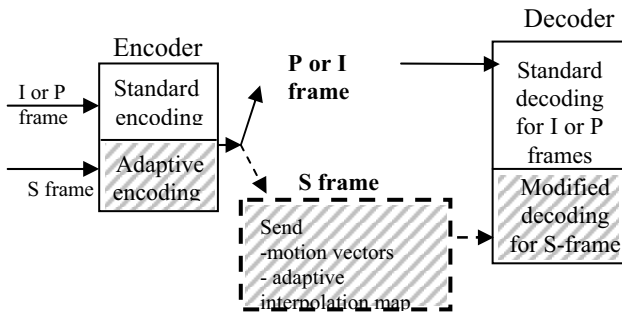 Encoder
I or P
frame
S frame
Standard
encoding
Adaptive
encoding
P or I
frame
S frame
Send
-motion vectors
- adaptive
interpolation map
Decoder
Standard
decoding
for I or P
frames
Modified
decoding
for S-frame